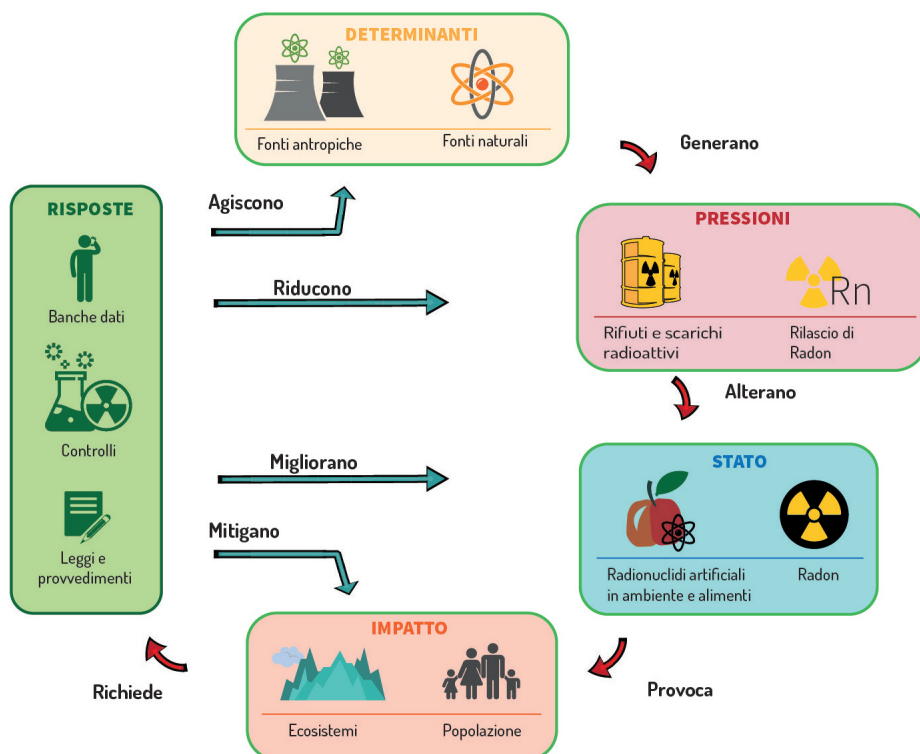 DETERMINANTI
Fonti antropiche
Fonti naturali
Generano
PRESSIONI
Rn
Rifiuti e scarichi
radioattivi
Rilascio di
Radon
Alterano
STATO
Radionuclidi artificiali
in ambiente e alimenti
Radon
Provoca
IMPATTO
Ecosistemi
Popolazione
Richiede
RISPOSTE
Banche dati
Controlli
Leggi e
provvedimenti
Agiscono
Riducono
Migliorano
Mitigano